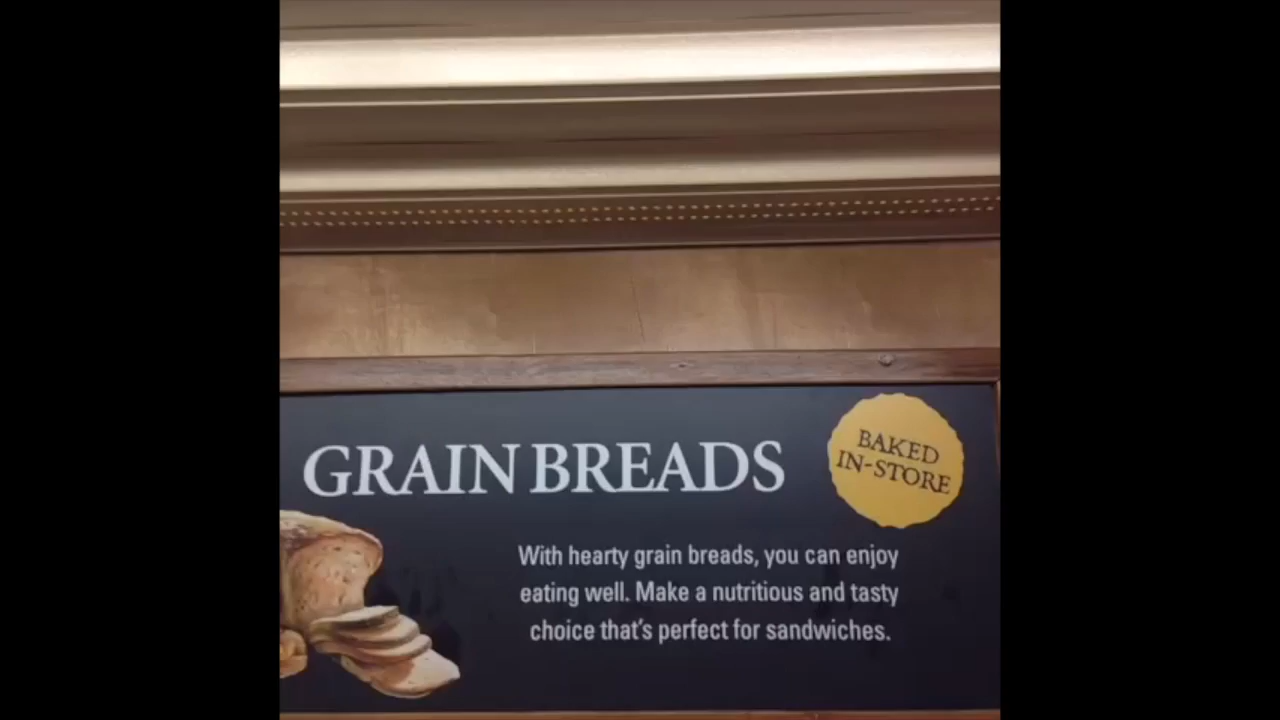 GRAIN BREADS
BAKED
IN-STORE
With hearty grain breads, you can enjoy
eating well. Make a nutritious and tasty
choice that's perfect for sandwiches.